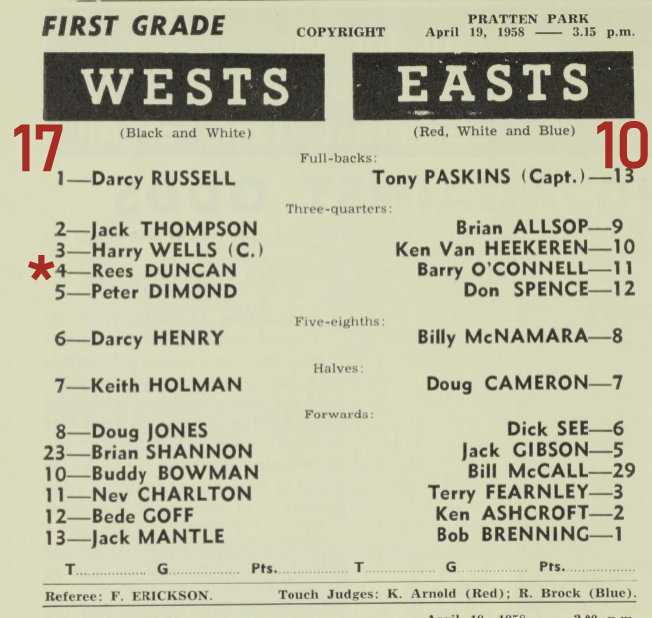 FIRST GRADE COPYRIGHT PRATTEN PARK
April 19, 1958 — 3.15 p.m.
WESTS EASTS
(Black and White) (Red, White and Blue)
17 10
Full-backs:
1—Darcy RUSSELL Tony PASKINS (Capt.)—13
Three-quarters:
2—Jack THOMPSON Brian ALLSOP—9
3—Harry WELLS (C.) Ken Van HEEKEREN—10
*4—Rees DUNCAN Barry O'CONNELL—11
5—Peter DIMOND Don SPENCE—12
Five-eighths:
6—Darcy HENRY Billy McNAMARA—8
Halves:
7—Keith HOLMAN Doug CAMERON—7
Forwards:
8—Doug JONES Dick SEE—6
23—Brian SHANNON Jack GIBSON—5
10—Buddy BOWMAN Bill McCALL—29
11—Nev CHARLTON Terry FEARNLEY—3
12—Bede GOFF Ken ASHCROFT—2
13—Jack MANTLE Bob BRENNING—1
T............... G............... Pts............... T............... G............... Pts...............
Referee: F. ERICKSON. Touch Judges: K. Arnold (Red); R. Brock (Blue).